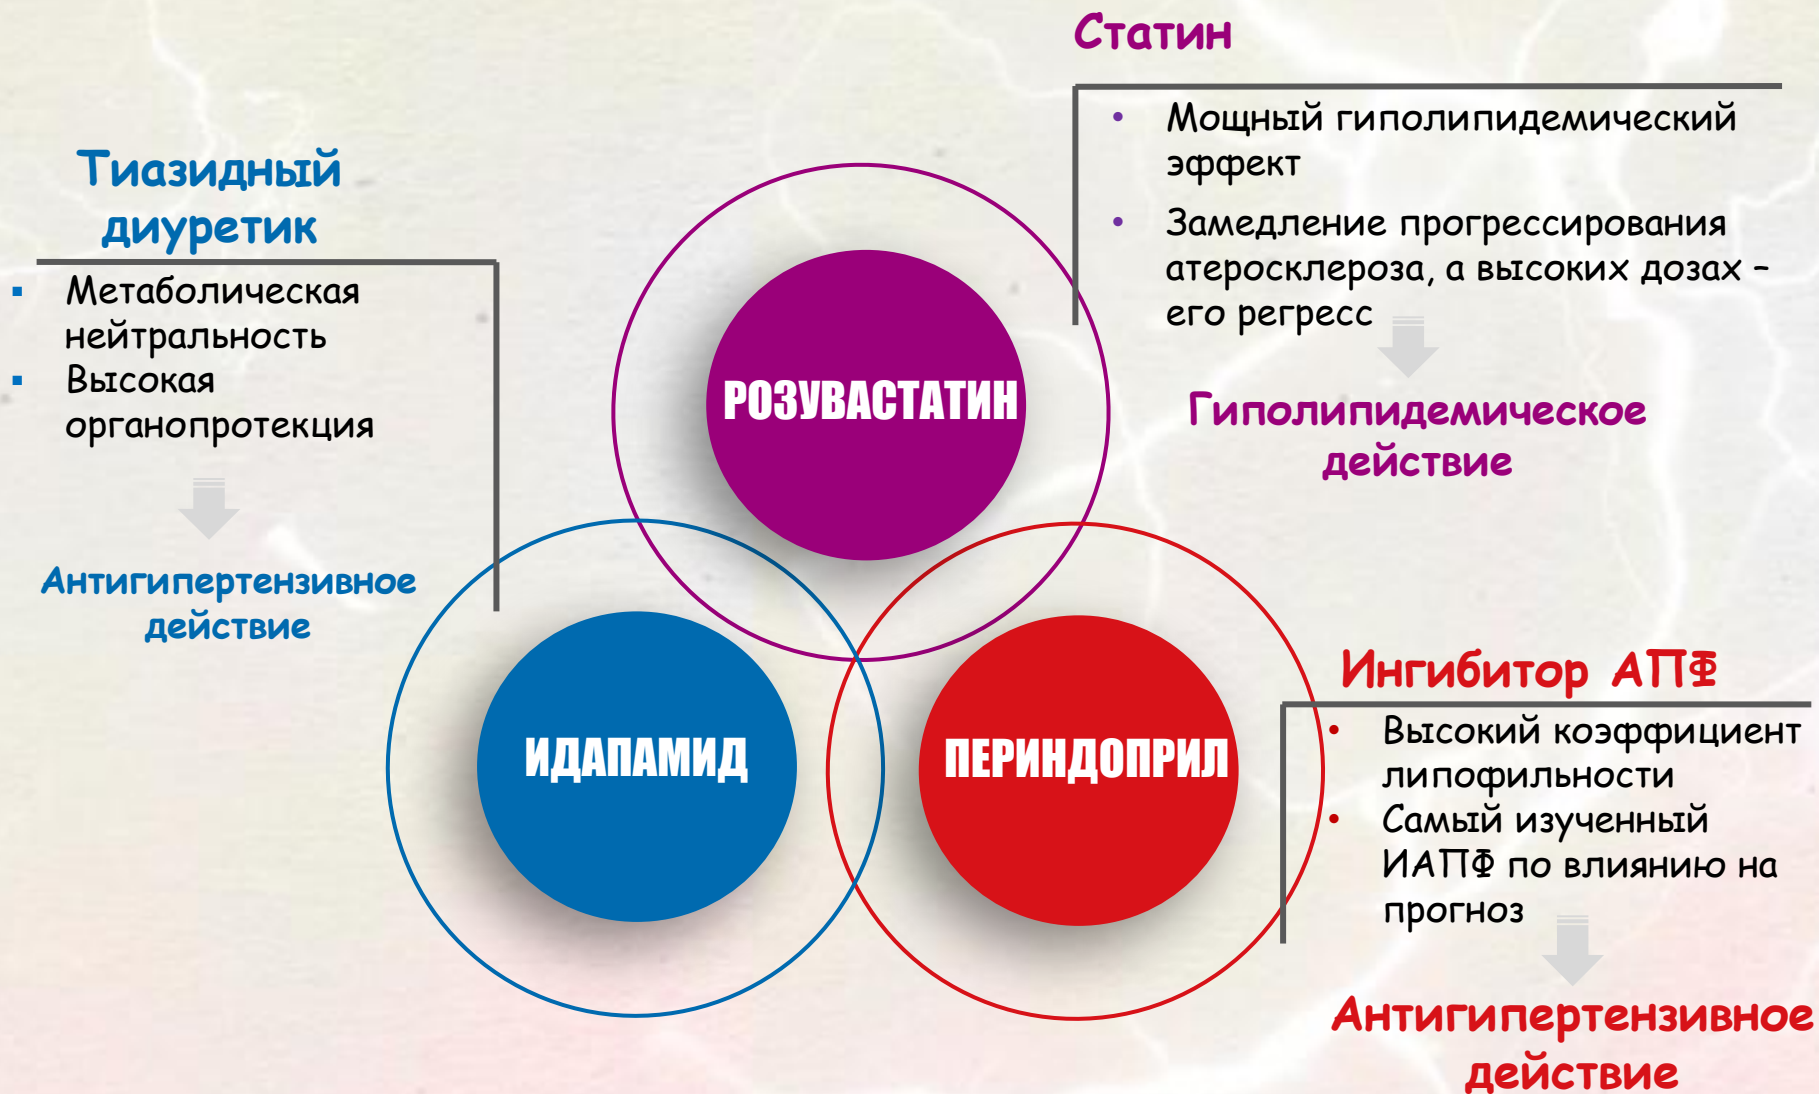 Статин
• Мощный гиполипидемический
эффект
• Замедление прогрессирования
атеросклероза, а высоких дозах –
его регресс
Гиполипидемическое
действие
Тиазидный
диуретик
▪ Метаболическая
нейтральность
▪ Высокая
органопротекция
Антигипертензивное
действие
РОЗУВАСТАТИН
ИДАПАМИД
ПЕРИНДОПРИЛ
Ингибитор АПФ
• Высокий коэффициент
липофильности
• Самый изученный
ИАПФ по влиянию на
прогноз
Антигипертензивное
действие